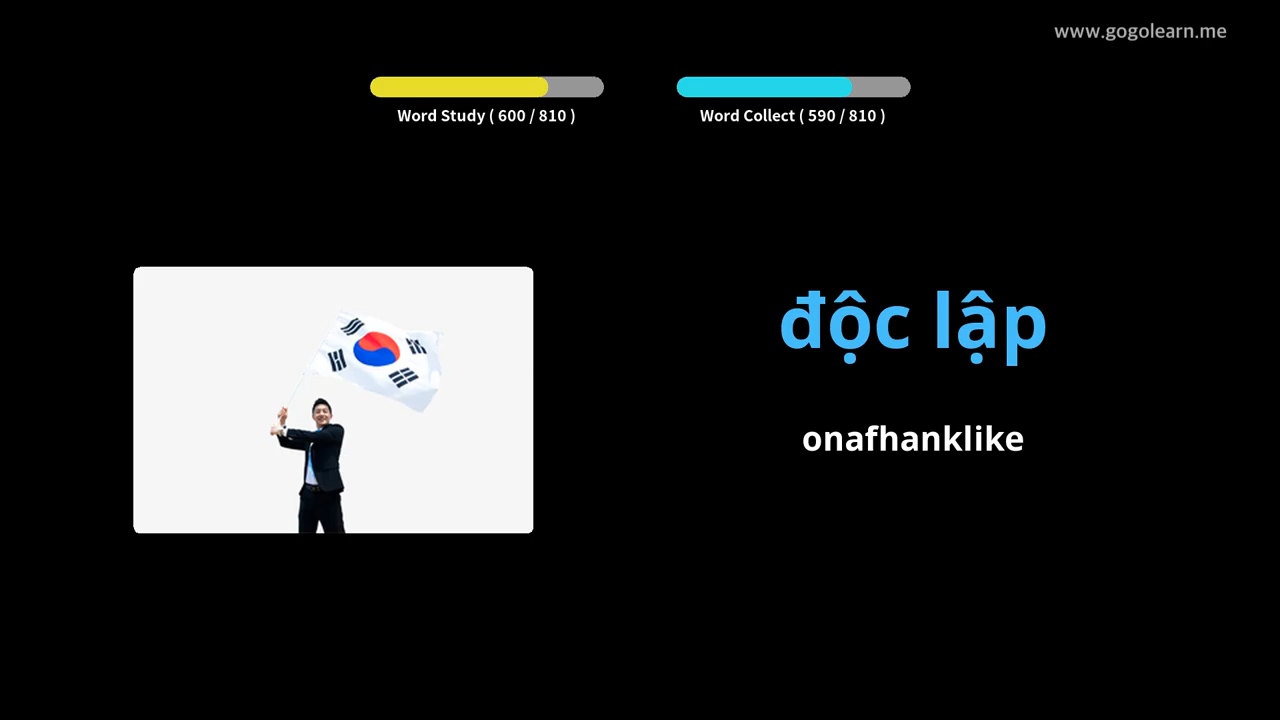 www.gogolearn.me
Word Study ( 600 / 810 )
Word Collect ( 590 / 810 )
độc lập
onafhanklike